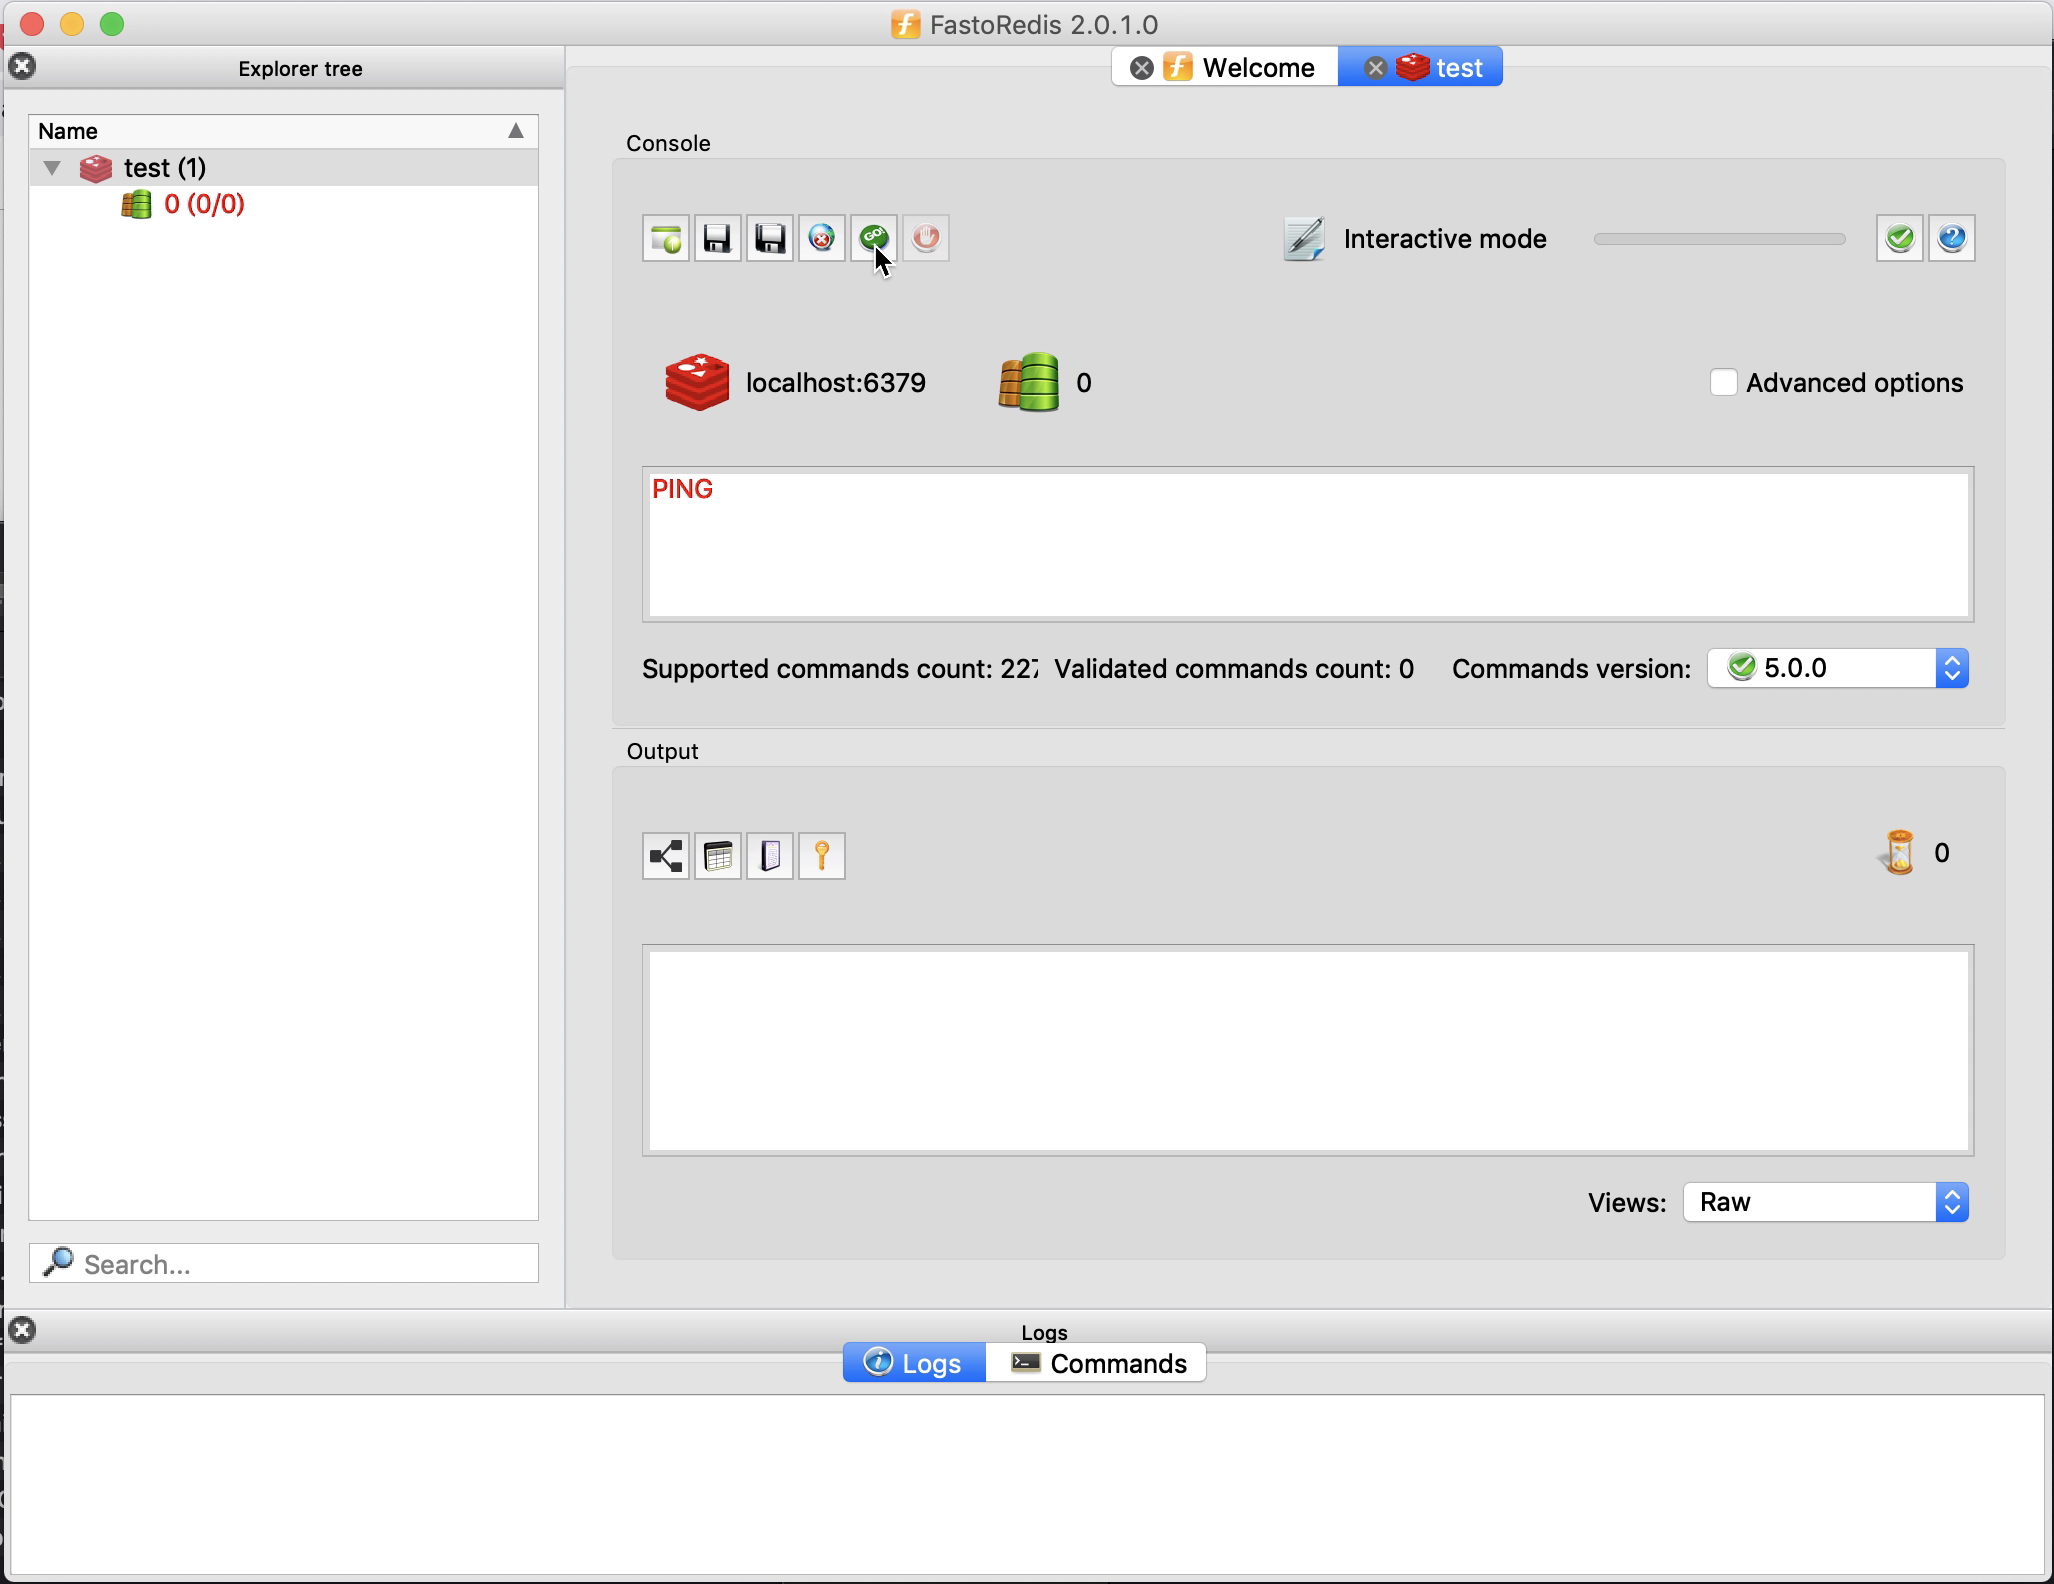 FastoRedis 2.0.1.0
Explorer tree
Welcome
test
Name
test (1)
0 (0/0)
Search...
Console
GO!
Interactive mode
localhost:6379
0
Advanced options
PING
Supported commands count: 227
Validated commands count: 0
Commands version:
5.0.0
Output
0
Views:
Raw
Logs
Logs
Commands